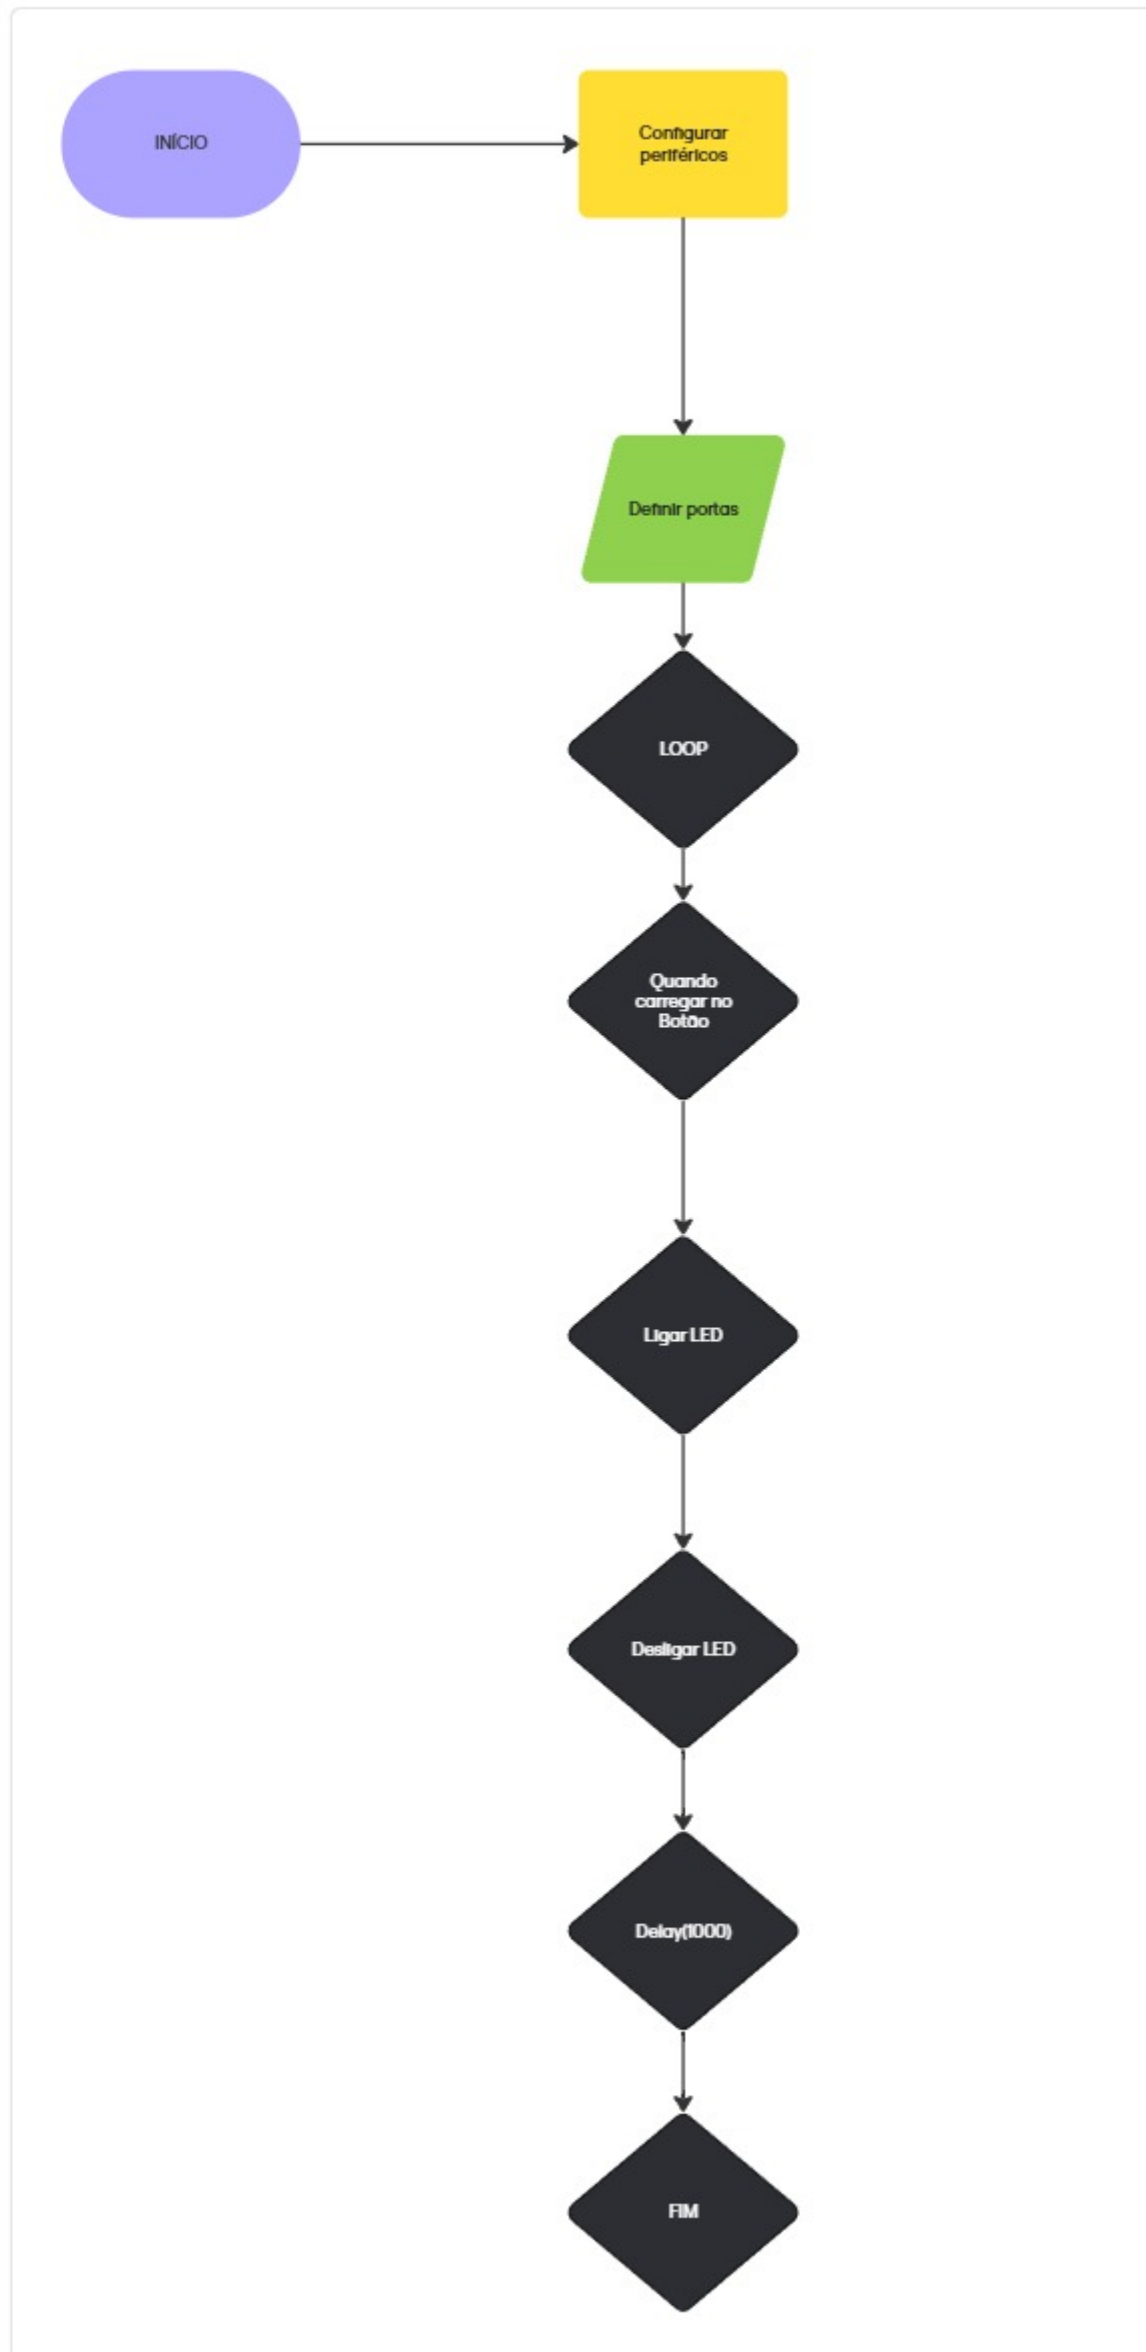 INÍCIO
Configurar
periféricos
Definir portas
LOOP
Quando
carregar no
Botão
Ligar LED
Desligar LED
Delay(1000)
FIM